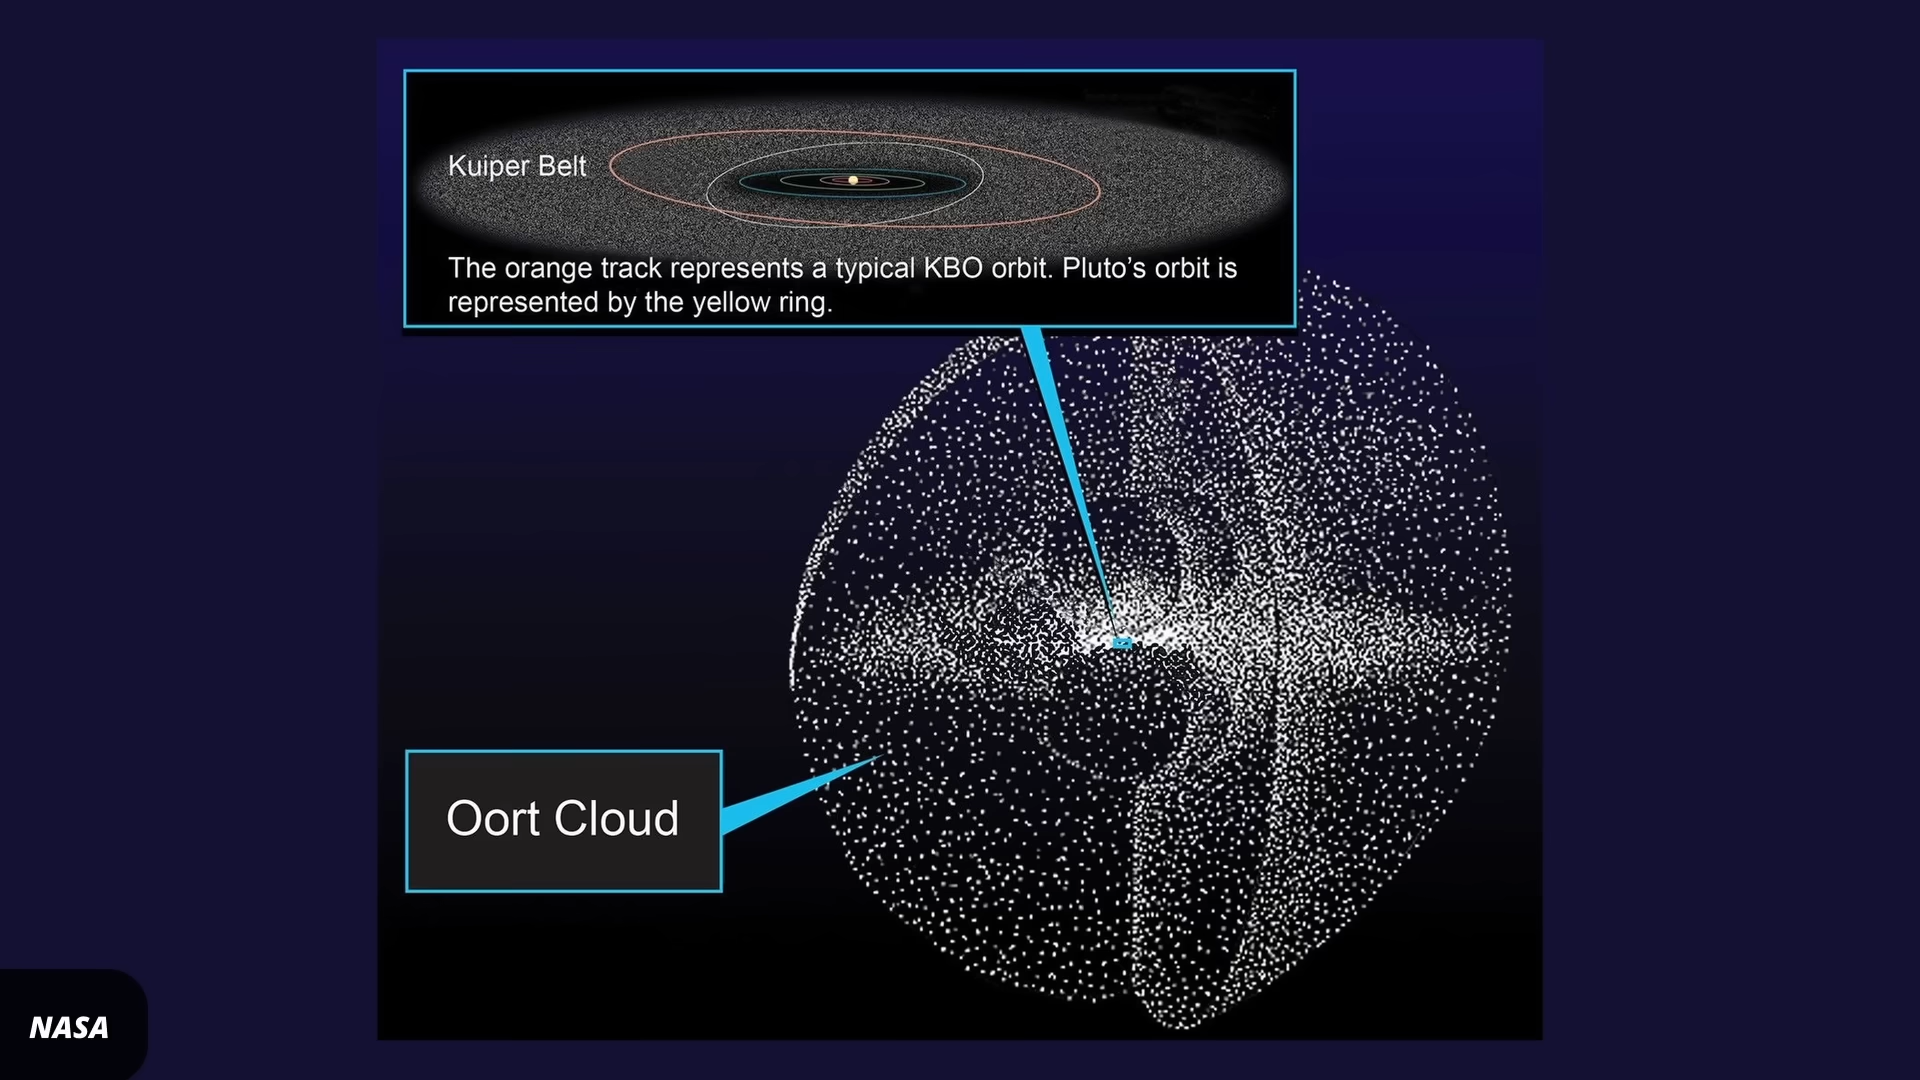 Kuiper Belt
The orange track represents a typical KBO orbit. Pluto’s orbit is
represented by the yellow ring.
Oort Cloud
NASA